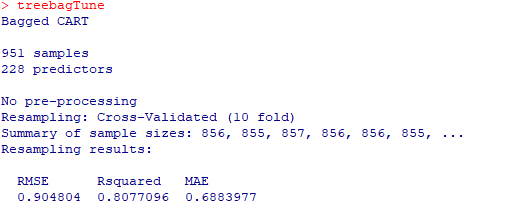 > treebagTune
Bagged CART
951 samples
228 predictors
No pre-processing
Resampling: Cross-Validated (10 fold)
Summary of sample sizes: 856, 855, 857, 856, 856, 855, ...
Resampling results:
RMSE Rsquared MAE
0.904804 0.8077096 0.6883977